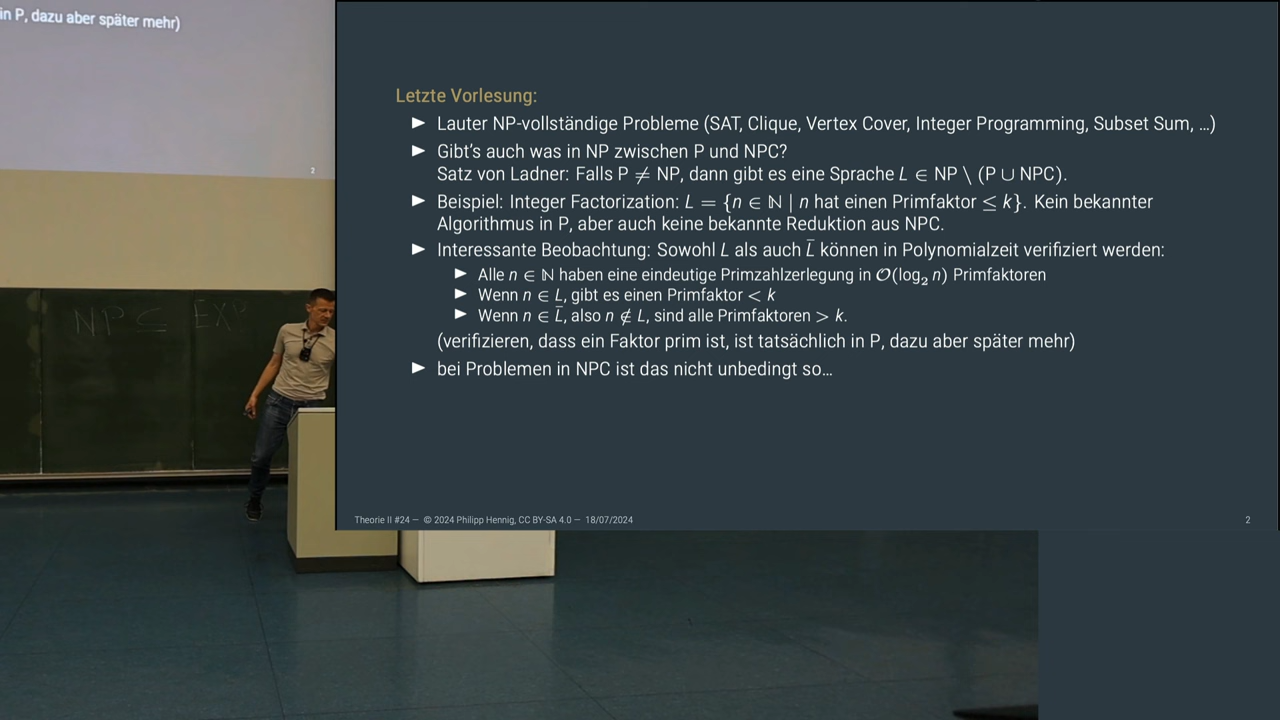 in P, dazu aber später mehr)
2
NP ⊆ EXP
Letzte Vorlesung:
▶ Lauter NP-vollständige Probleme (SAT, Clique, Vertex Cover, Integer Programming, Subset Sum, …)
▶ Gibt's auch was in NP zwischen P und NPC?
Satz von Ladner: Falls P ≠ NP, dann gibt es eine Sprache L ∈ NP \ (P ∪ NPC).
▶ Beispiel: Integer Factorization: L = {n ∈ ℕ | n hat einen Primfaktor ≤ k}. Kein bekannter
Algorithmus in P, aber auch keine bekannte Reduktion aus NPC.
▶ Interessante Beobachtung: Sowohl L als auch L̄ können in Polynomialzeit verifiziert werden:
▶ Alle n ∈ ℕ haben eine eindeutige Primzahlzerlegung in 𝒪(log₂ n) Primfaktoren
▶ Wenn n ∈ L, gibt es einen Primfaktor < k
▶ Wenn n ∈ L̄, also n ∉ L, sind alle Primfaktoren > k.
(verifizieren, dass ein Faktor prim ist, ist tatsächlich in P, dazu aber später mehr)
▶ bei Problemen in NPC ist das nicht unbedingt so…
Theorie II #24 — © 2024 Philipp Hennig, CC BY-SA 4.0 — 18/07/2024
2